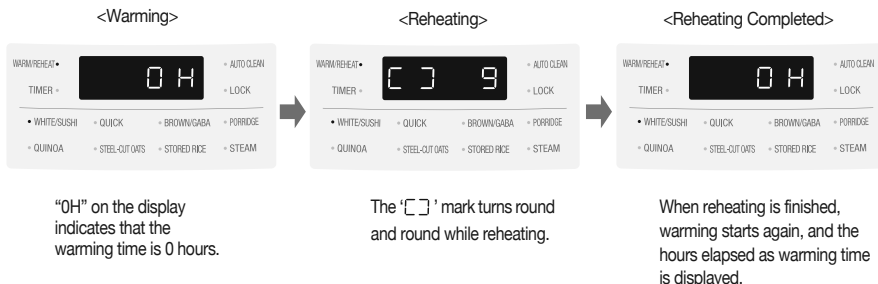 <Warming>
WARM/REHEAT
0 H
AUTO CLEAN
TIMER
LOCK
WHITE/SUSHI QUICK BROWN/GABA PORRIDGE
QUINOA STEEL-CUT OATS STORED RICE STEAM
"0H" on the display
indicates that the
warming time is 0 hours.
<Reheating>
WARM/REHEAT
[ ] 9
AUTO CLEAN
TIMER
LOCK
WHITE/SUSHI QUICK BROWN/GABA PORRIDGE
QUINOA STEEL-CUT OATS STORED RICE STEAM
The '[ ]' mark turns round
and round while reheating.
<Reheating Completed>
WARM/REHEAT
0 H
AUTO CLEAN
TIMER
LOCK
WHITE/SUSHI QUICK BROWN/GABA PORRIDGE
QUINOA STEEL-CUT OATS STORED RICE STEAM
When reheating is finished,
warming starts again, and the
hours elapsed as warming time
is displayed.